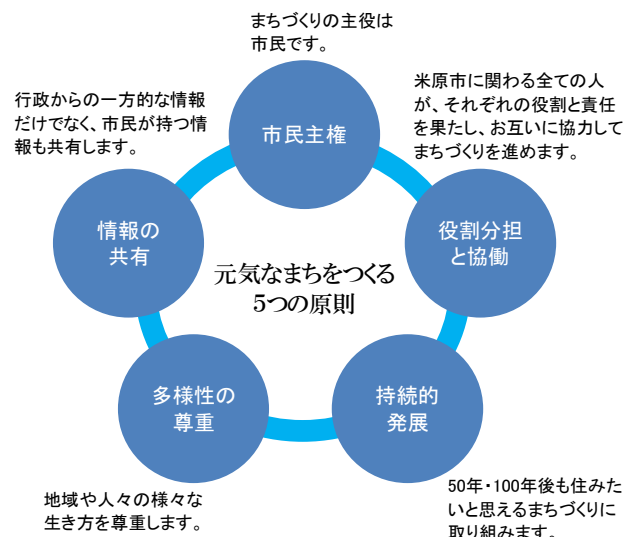 まちづくりの主役は
市民です。
市民主権
米原市に関わる全ての人
が、それぞれの役割と責任
を果たし、お互いに協力して
まちづくりを進めます。
役割分担
と協働
行政からの一方的な情報
だけでなく、市民が持つ情
報も共有します。
情報の
共有
元気なまちをつくる
5つの原則
多様性の
尊重
地域や人々の様々な
生き方を尊重します。
持続的
発展
50年・100年後も住みた
いと思えるまちづくりに
取り組みます。